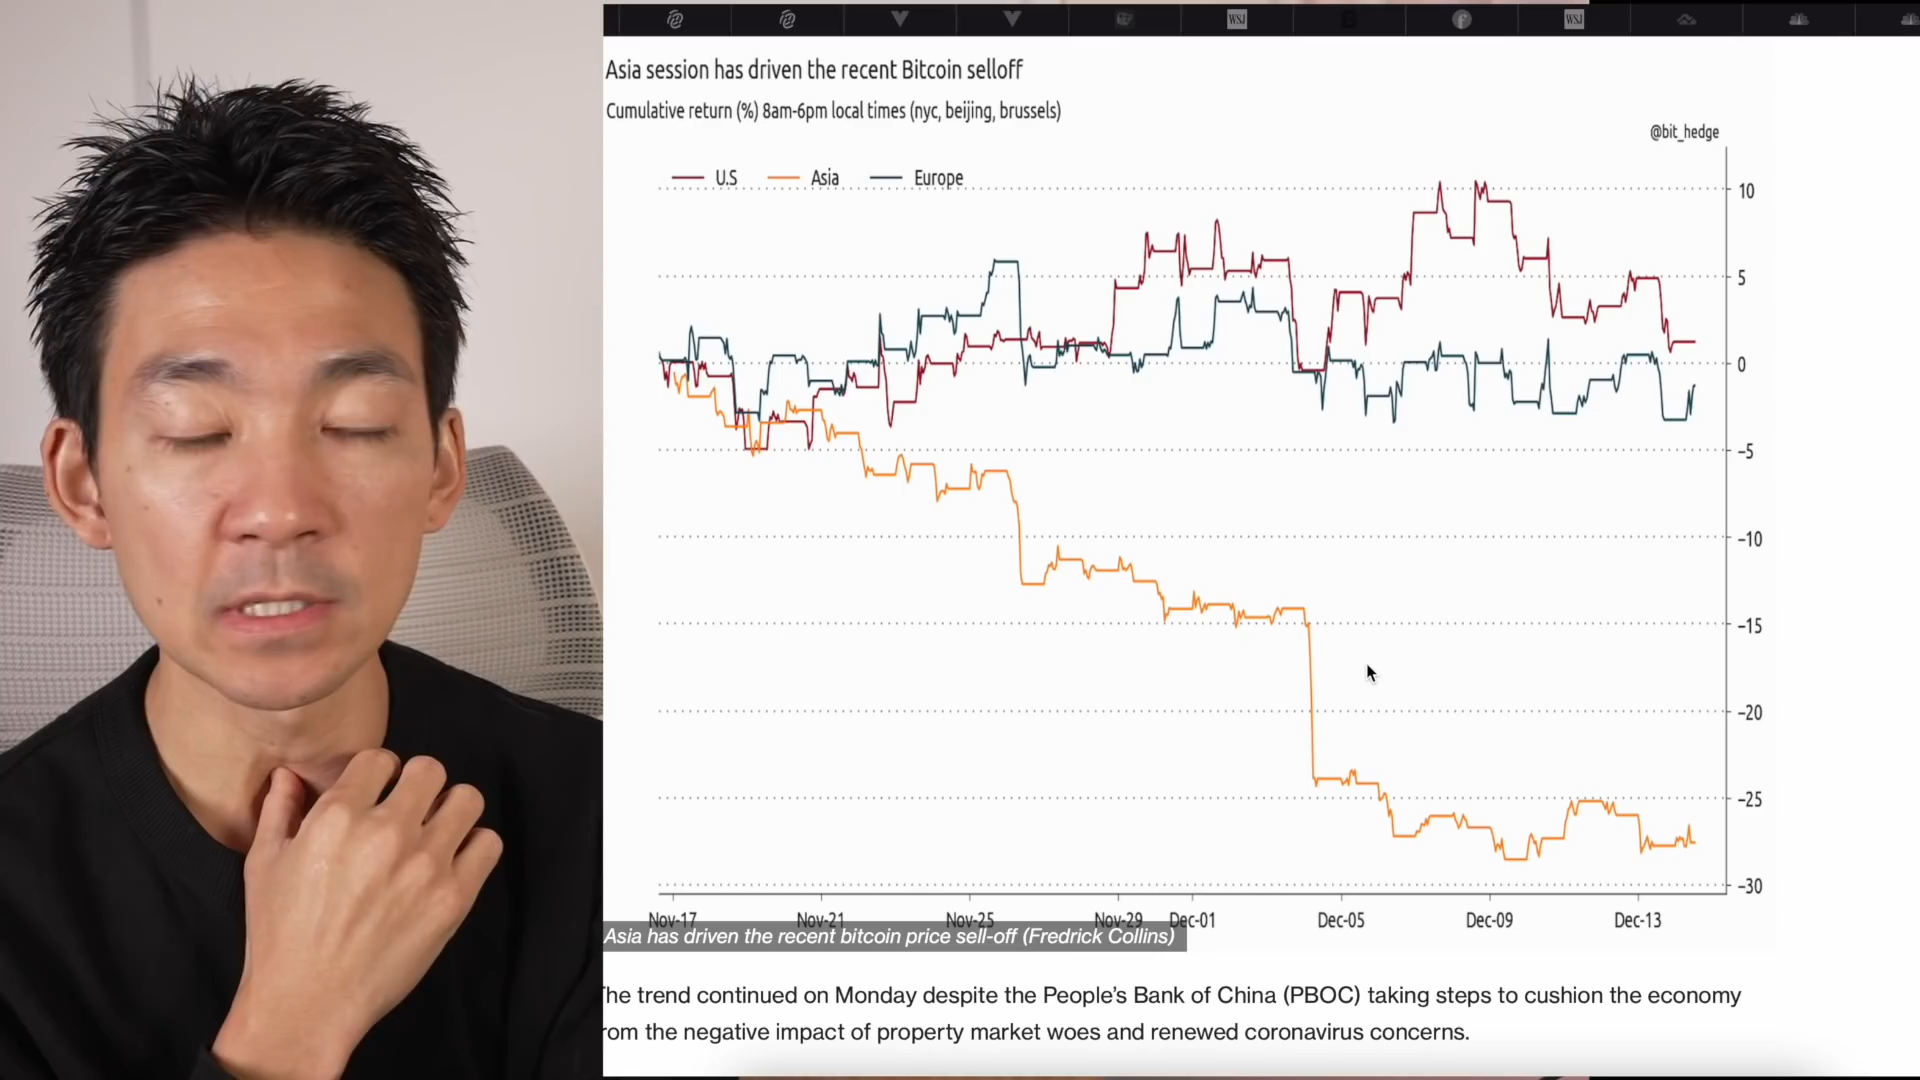 WSJ
WSJ
Asia session has driven the recent Bitcoin selloff
Cumulative return (%) 8am-6pm local times (nyc, beijing, brussels)
@bit_hedge
U.S Asia Europe
10
5
0
−5
−10
−15
−20
−25
−30
Nov-17 Nov-21 Nov-25 Nov-29 Dec-01 Dec-05 Dec-09 Dec-13
Asia has driven the recent bitcoin price sell-off (Fredrick Collins)
he trend continued on Monday despite the People's Bank of China (PBOC) taking steps to cushion the economy
om the negative impact of property market woes and renewed coronavirus concerns.